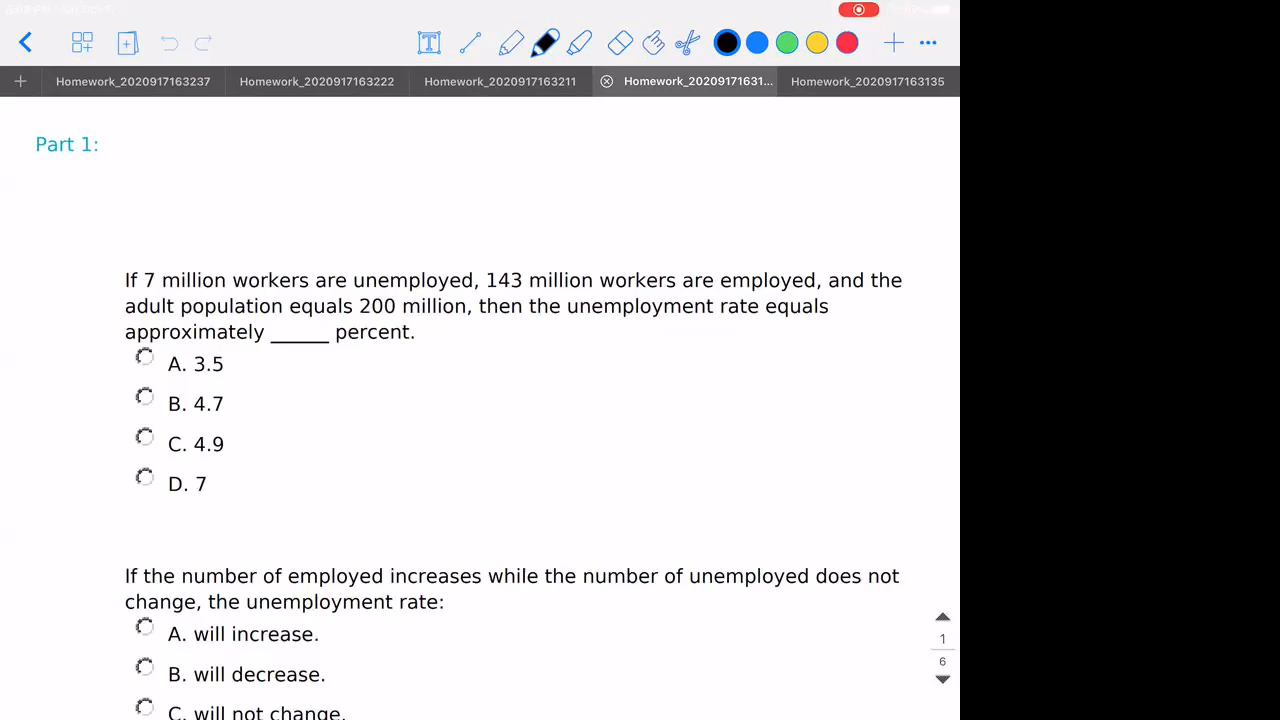 Homework_2020917163237
Homework_2020917163222
Homework_2020917163211
Homework_2020917631...
Homework_2020917163135
Part 1:
If 7 million workers are unemployed, 143 million workers are employed, and the
adult population equals 200 million, then the unemployment rate equals
approximately ______ percent.
A. 3.5
B. 4.7
C. 4.9
D. 7
If the number of employed increases while the number of unemployed does not
change, the unemployment rate:
A. will increase.
B. will decrease.
C. will not change.
1
6